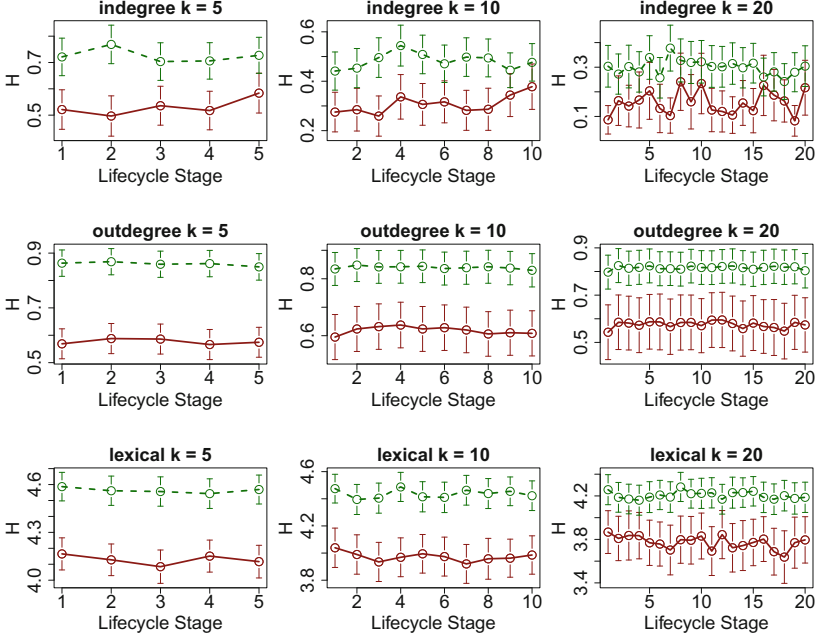 indegree k = 5
H
0.5 0.7
1 2 3 4 5
Lifecycle Stage
indegree k = 10
H
0.2 0.4 0.6
2 4 6 8 10
Lifecycle Stage
indegree k = 20
H
0.1 0.3
5 10 15 20
Lifecycle Stage
outdegree k = 5
H
0.5 0.7 0.9
1 2 3 4 5
Lifecycle Stage
outdegree k = 10
H
0.6 0.8
2 4 6 8 10
Lifecycle Stage
outdegree k = 20
H
0.5 0.7 0.9
5 10 15 20
Lifecycle Stage
lexical k = 5
H
4.0 4.3 4.6
1 2 3 4 5
Lifecycle Stage
lexical k = 10
H
3.8 4.2 4.6
2 4 6 8 10
Lifecycle Stage
lexical k = 20
H
3.4 3.8 4.2
5 10 15 20
Lifecycle Stage